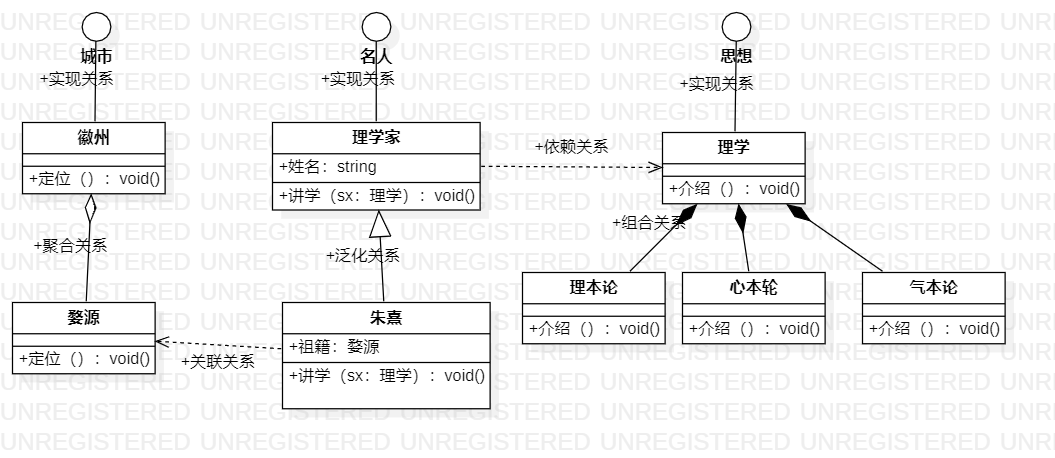 城市
+实现关系
徽州
+定位（）：void()
+聚合关系
婺源
+定位（）：void()
名人
+实现关系
理学家
+姓名：string
+讲学（sx：理学）：void()
+泛化关系
朱熹
+祖籍：婺源
+讲学（sx：理学）：void()
+关联关系
+依赖关系
思想
+实现关系
理学
+介绍（）：void()
+组合关系
理本论
+介绍（）：void()
心本轮
+介绍（）：void()
气本论
+介绍（）：void()
UNREGISTERED